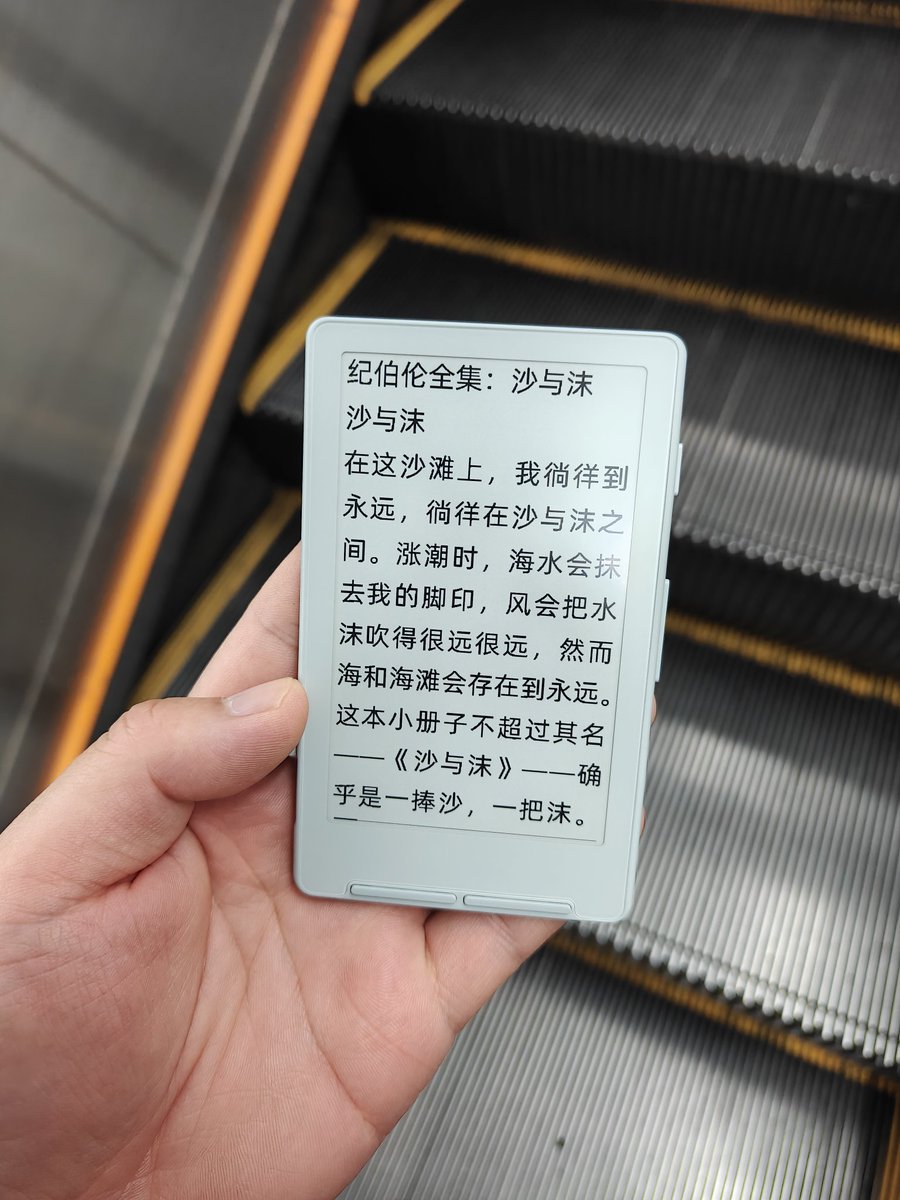 纪伯伦全集：沙与沫
沙与沫
在这沙滩上，我徜徉到
永远，徜徉在沙与沫之
间。涨潮时，海水会抹
去我的脚印，风会把水
沫吹得很远很远，然而
海和海滩会存在到永远。
这本小册子不超过其名
——《沙与沫》——确
乎是一捧沙，一把沫。